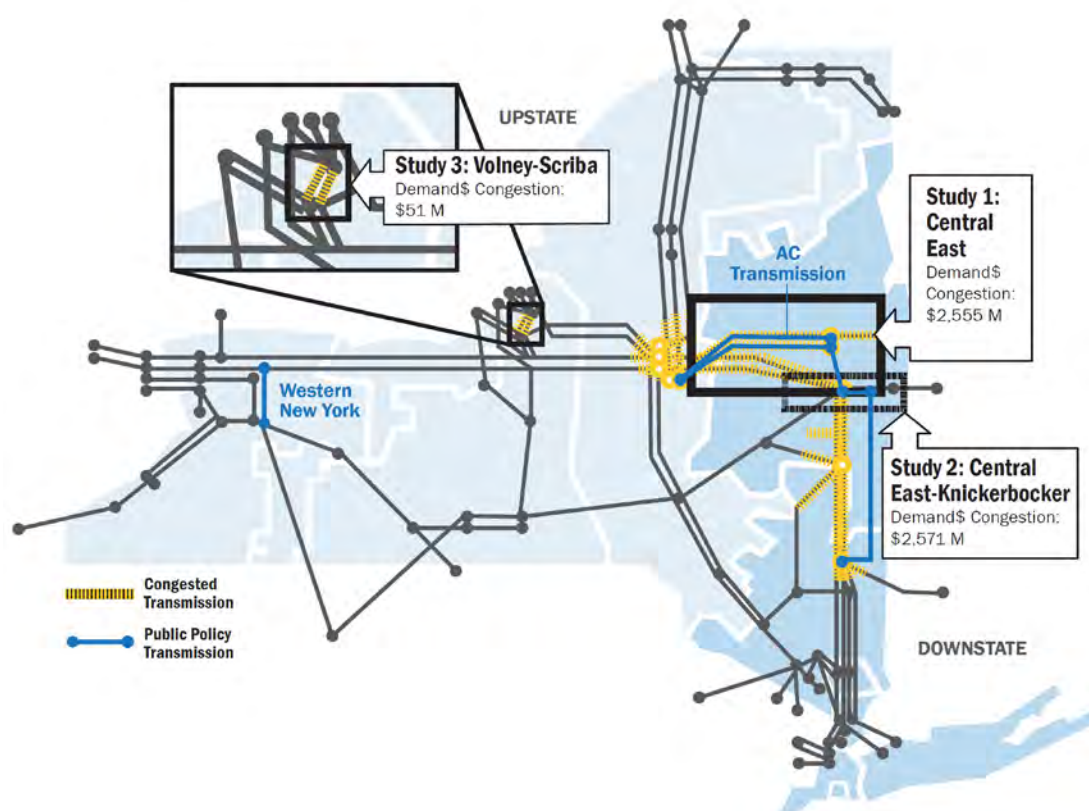 UPSTATE
Study 3: Volney-Scriba
Demand$ Congestion:
$51 M
Study 1:
Central
East
Demand$
Congestion:
$2,555 M
AC
Transmission
Western
New York
Study 2: Central
East-Knickerbocker
Demand$ Congestion:
$2,571 M
Congested
Transmission
Public Policy
Transmission
DOWNSTATE